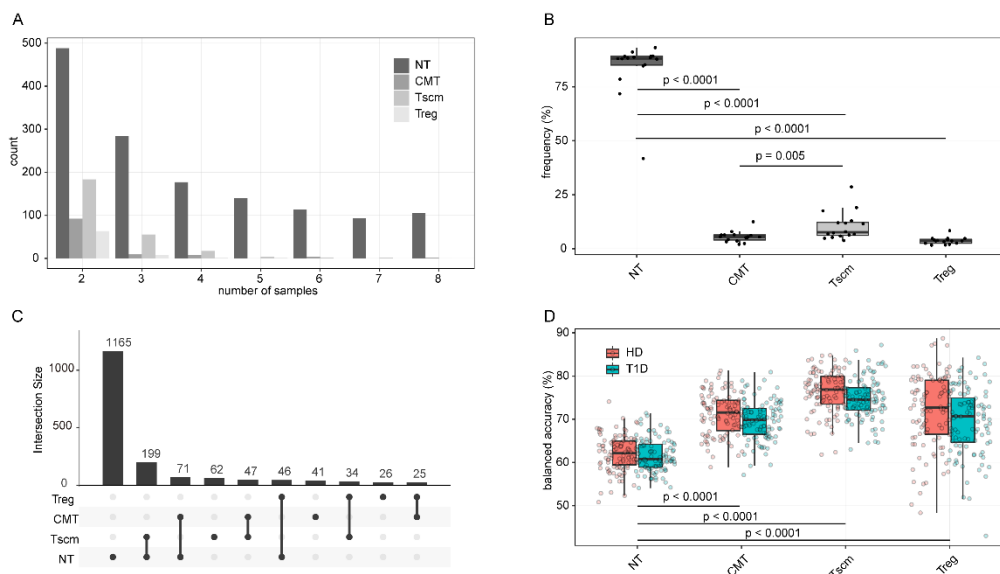 A
500
400
300
200
100
0
count
NT
CMT
Tscm
Treg
2 3 4 5 6 7 8
number of samples
B
75
50
25
0
frequency (%)
p < 0.0001
p < 0.0001
p < 0.0001
p = 0.005
NT CMT Tscm Treg
C
1000
500
0
Intersection Size
1165 199 71 62 47 46 41 34 26 25
Treg
CMT
Tscm
NT
D
90
80
70
60
50
balanced accuracy (%)
HD
T1D
p < 0.0001
p < 0.0001
p < 0.0001
NT CMT Tscm Treg